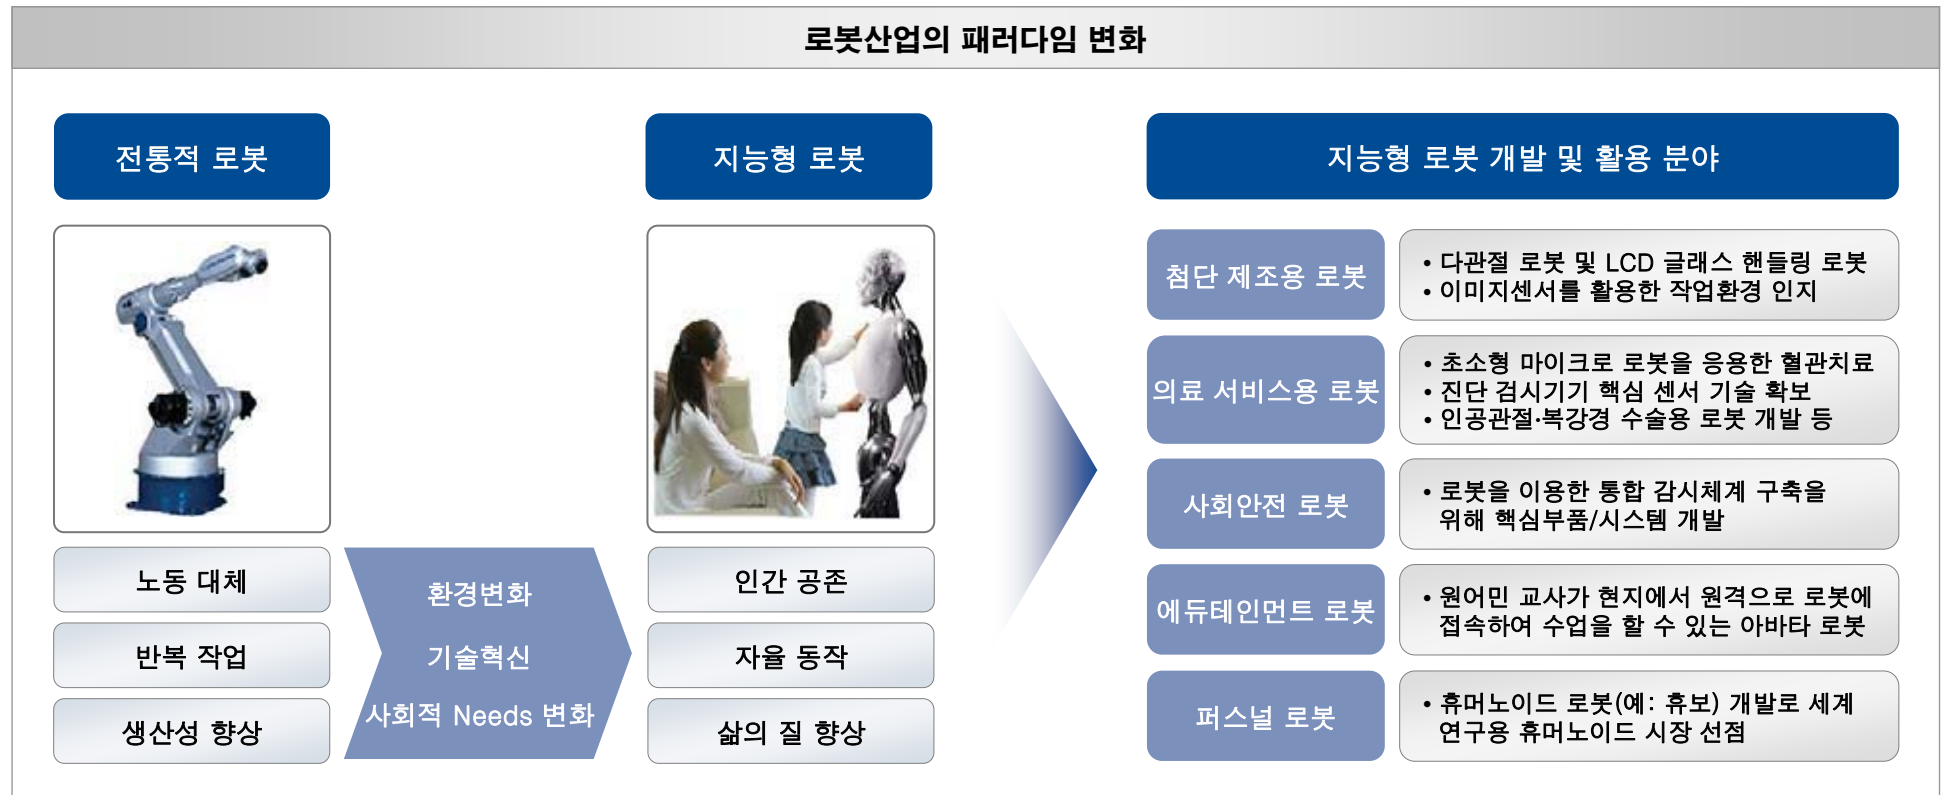 로봇산업의 패러다임 변화
전통적 로봇
노동 대체
반복 작업
생산성 향상
환경변화
기술혁신
사회적 Needs 변화
지능형 로봇
인간 공존
자율 동작
삶의 질 향상
지능형 로봇 개발 및 활용 분야
첨단 제조용 로봇
• 다관절 로봇 및 LCD 글래스 핸들링 로봇
• 이미지센서를 활용한 작업환경 인지
의료 서비스용 로봇
• 초소형 마이크로 로봇을 응용한 혈관치료
• 진단 검시기기 핵심 센서 기술 확보
• 인공관절·복강경 수술용 로봇 개발 등
사회안전 로봇
• 로봇을 이용한 통합 감시체계 구축을
위해 핵심부품/시스템 개발
에듀테인먼트 로봇
• 원어민 교사가 현지에서 원격으로 로봇에
접속하여 수업을 할 수 있는 아바타 로봇
퍼스널 로봇
• 휴머노이드 로봇(예: 휴보) 개발로 세계
연구용 휴머노이드 시장 선점